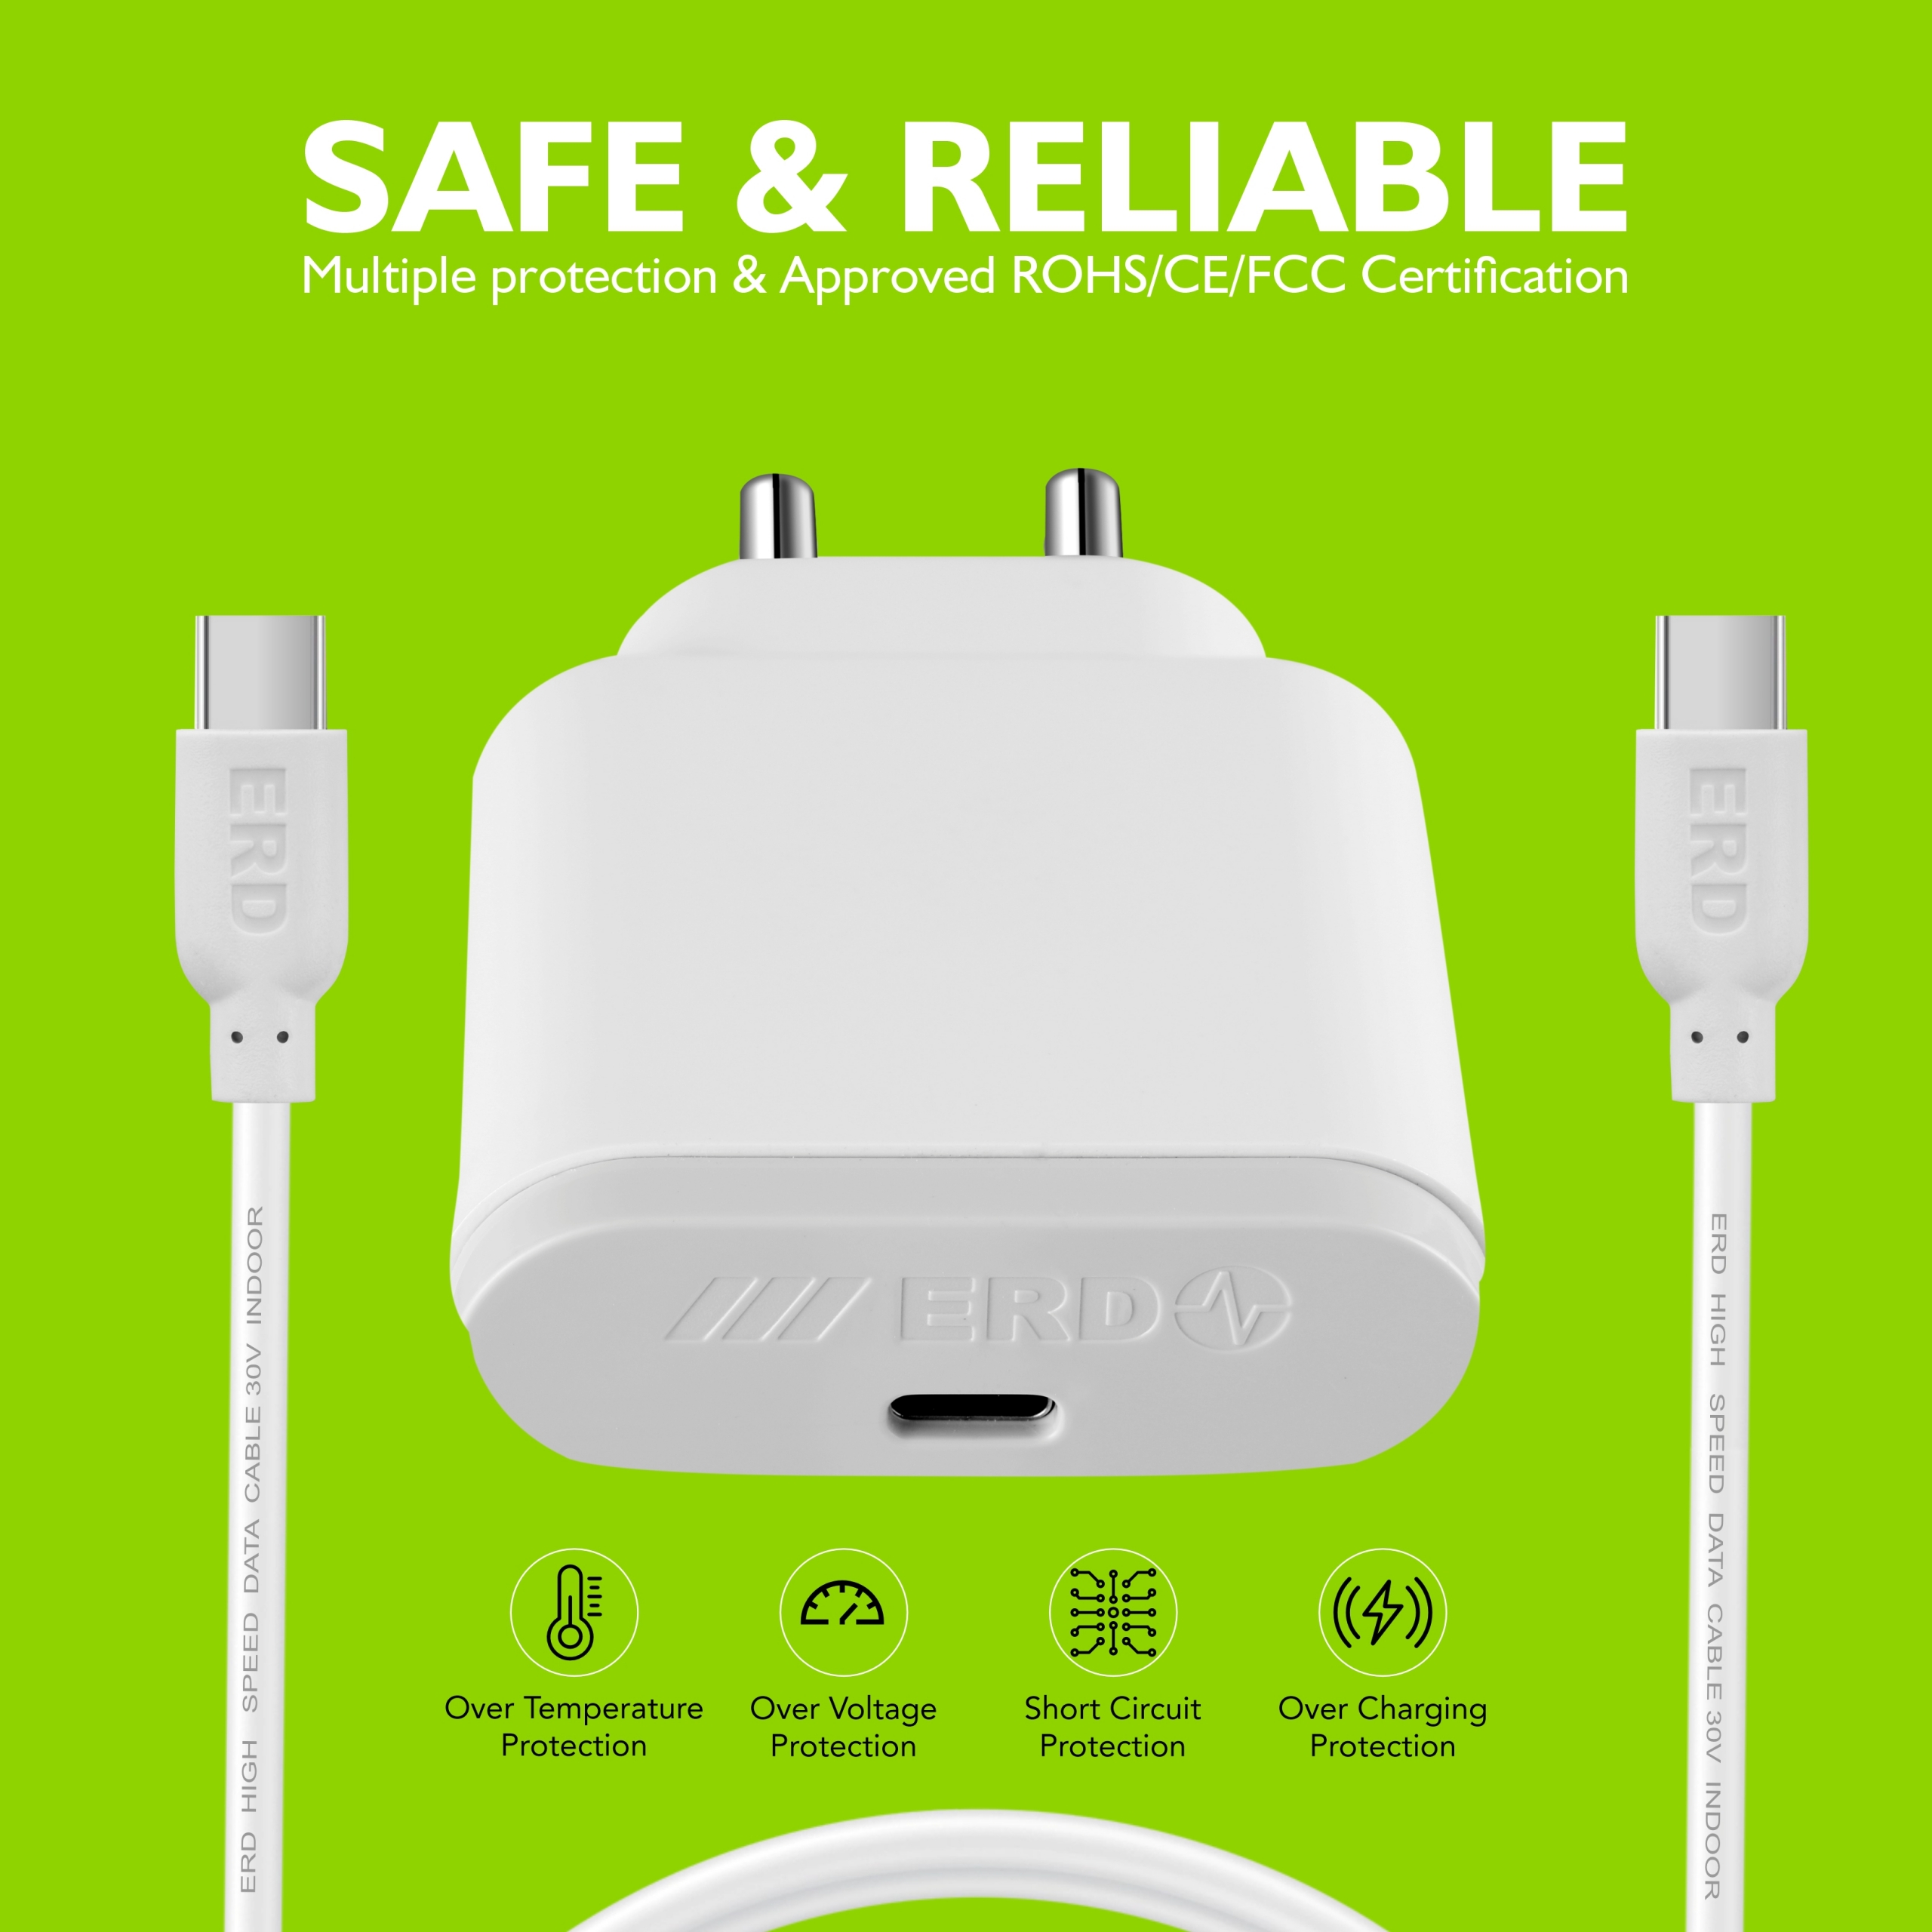 SAFE & RELIABLE
Multiple protection & Approved ROHS/CE/FCC Certification
ERD
ERD
ERD HIGH SPEED DATA CABLE 30V INDOOR
ERD
ERD HIGH SPEED DATA CABLE 30V INDOOR
Over Temperature
Protection
Over Voltage
Protection
Short Circuit
Protection
Over Charging
Protection